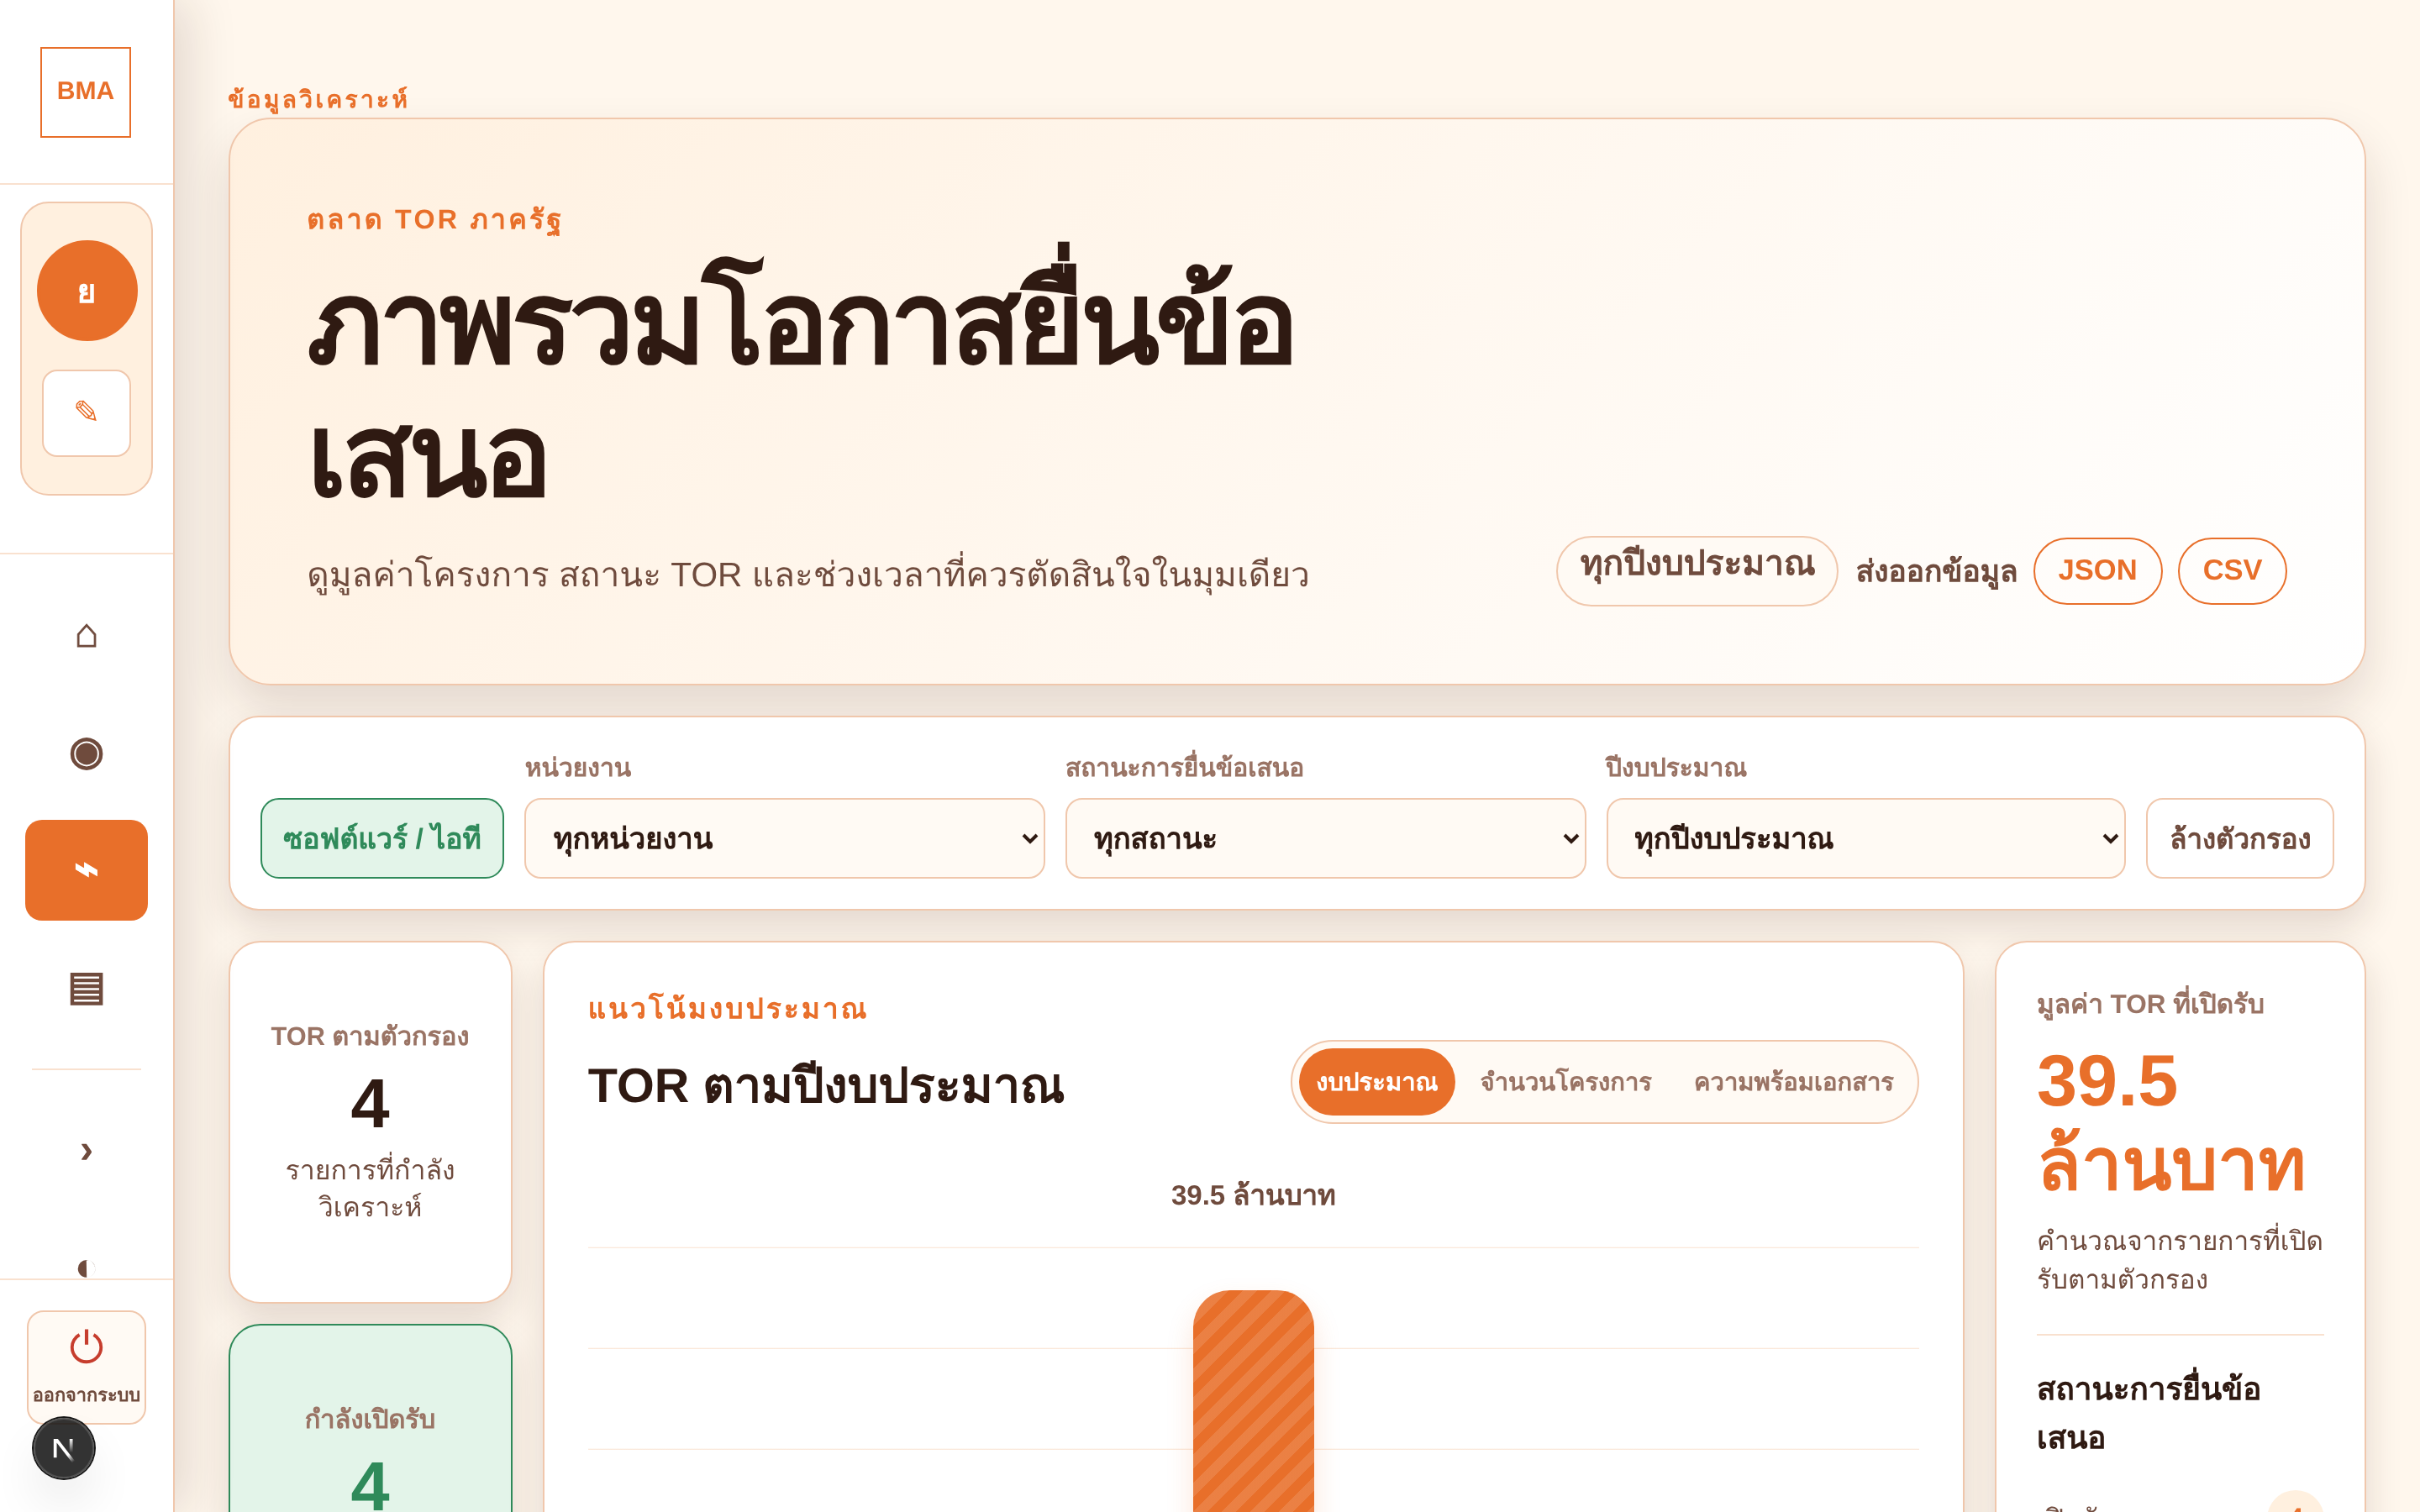 BMA
ย
ออกจากระบบ
N
ข้อมูลวิเคราะห์
ตลาด TOR ภาครัฐ
ภาพรวมโอกาสยื่นข้อ
เสนอ
ดูมูลค่าโครงการ สถานะ TOR และช่วงเวลาที่ควรตัดสินใจในมุมเดียว
ทุกปีงบประมาณ ส่งออกข้อมูล JSON CSV
หน่วยงาน สถานะการยื่นข้อเสนอ ปีงบประมาณ
ซอฟต์แวร์ / ไอที ทุกหน่วยงาน ทุกสถานะ ทุกปีงบประมาณ ล้างตัวกรอง
TOR ตามตัวกรอง
4
รายการที่กำลัง
วิเคราะห์
กำลังเปิดรับ
4
แนวโน้มงบประมาณ
TOR ตามปีงบประมาณ
งบประมาณ จำนวนโครงการ ความพร้อมเอกสาร
39.5 ล้านบาท
มูลค่า TOR ที่เปิดรับ
39.5
ล้านบาท
คำนวณจากรายการที่เปิด
รับตามตัวกรอง
สถานะการยื่นข้อ
เสนอ